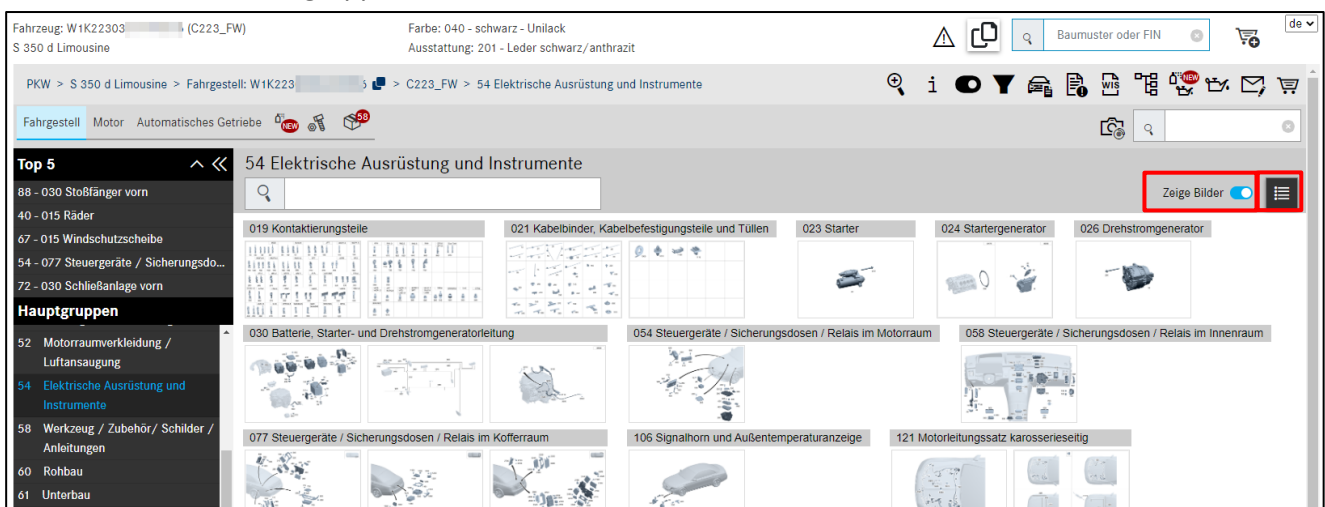 Fahrzeug: W1K22303 (C223_FW)
S 350 d Limousine
Farbe: 040 - schwarz - Unilack
Ausstattung: 201 - Leder schwarz/anthrazit
Baumuster oder FIN
de
PKW > S 350 d Limousine > Fahrgestell: W1K223 > C223_FW > 54 Elektrische Ausrüstung und Instrumente
WIS
NEW
Fahrgestell Motor Automatisches Getriebe NEW 58
Top 5
88 - 030 Stoßfänger vorn
40 - 015 Räder
67 - 015 Windschutzscheibe
54 - 077 Steuergeräte / Sicherungsdo...
72 - 030 Schließanlage vorn
Hauptgruppen
52 Motorraumverkleidung /
Luftansaugung
54 Elektrische Ausrüstung und
Instrumente
58 Werkzeug / Zubehör/ Schilder /
Anleitungen
60 Rohbau
61 Unterbau
54 Elektrische Ausrüstung und Instrumente
Zeige Bilder
019 Kontaktierungsteile
021 Kabelbinder, Kabelbefestigungsteile und Tüllen
023 Starter
024 Startergenerator
026 Drehstromgenerator
030 Batterie, Starter- und Drehstromgeneratorleitung
054 Steuergeräte / Sicherungsdosen / Relais im Motorraum
058 Steuergeräte / Sicherungsdosen / Relais im Innenraum
077 Steuergeräte / Sicherungsdosen / Relais im Kofferraum
106 Signalhorn und Außentemperaturanzeige
121 Motorleitungssatz karosserieseitig